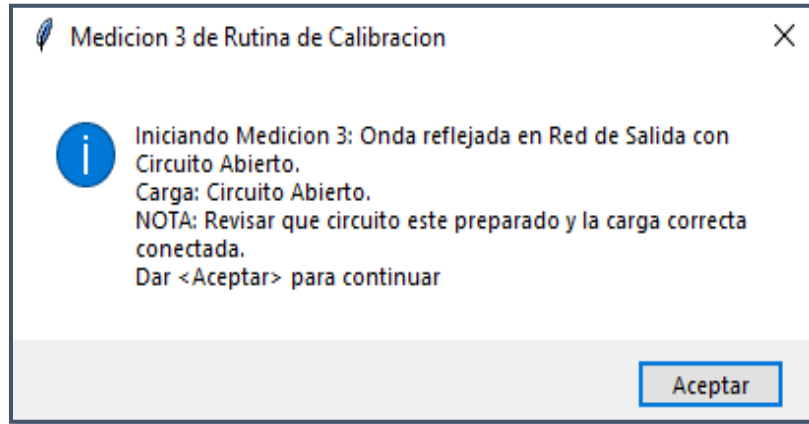 Medicion 3 de Rutina de Calibracion
Iniciando Medicion 3: Onda reflejada en Red de Salida con
Circuito Abierto.
Carga: Circuito Abierto.
NOTA: Revisar que circuito este preparado y la carga correcta
conectada.
Dar <Aceptar> para continuar
Aceptar